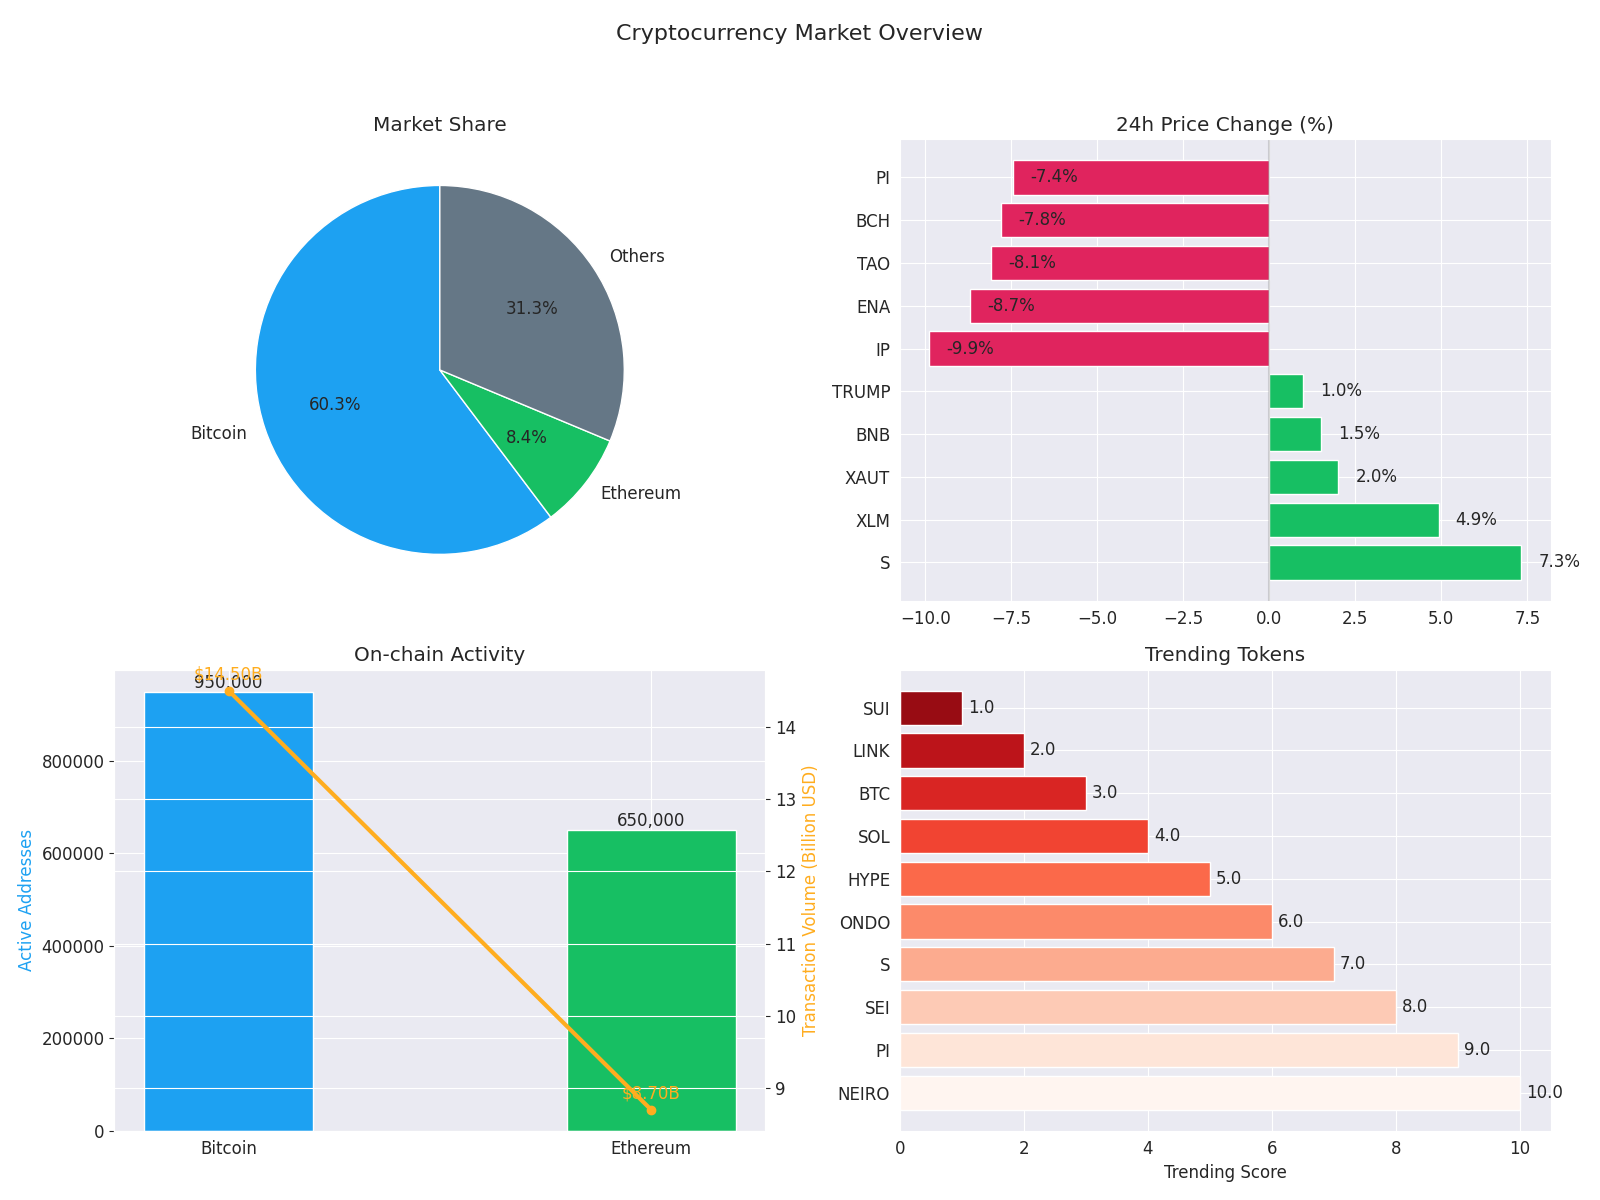 Cryptocurrency Market Overview
Market Share
Others
31.3%
60.3%
Bitcoin
8.4%
Ethereum
24h Price Change (%)
PI
-7.4%
BCH
-7.8%
TAO
-8.1%
ENA
-8.7%
IP
-9.9%
TRUMP
1.0%
BNB
1.5%
XAUT
2.0%
XLM
4.9%
S
7.3%
−10.0 −7.5 −5.0 −2.5 0.0 2.5 5.0 7.5
On-chain Activity
$14.50B
950,000
650,000
$8.70B
Active Addresses
800000
600000
400000
200000
0
Bitcoin Ethereum
14
13
12
11
10
9
Transaction Volume (Billion USD)
Trending Tokens
SUI 1.0
LINK 2.0
BTC 3.0
SOL 4.0
HYPE 5.0
ONDO 6.0
S 7.0
SEI 8.0
PI 9.0
NEIRO 10.0
0 2 4 6 8 10
Trending Score